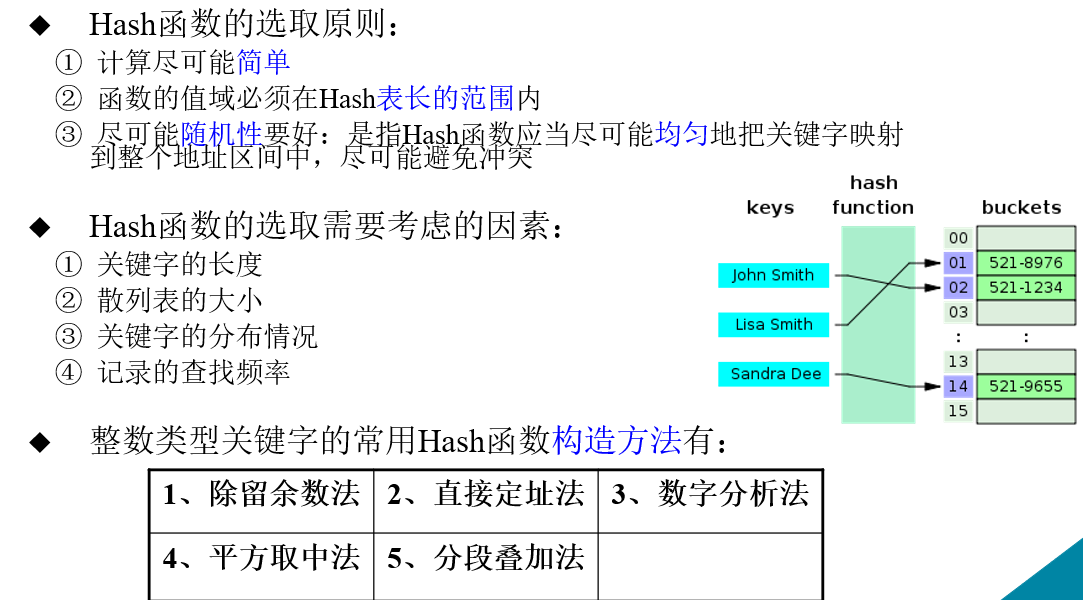 ◆ Hash函数的选取原则：
① 计算尽可能简单
② 函数的值域必须在Hash表长的范围内
③ 尽可能随机性要好：是指Hash函数应当尽可能均匀地把关键字映射
到整个地址区间中，尽可能避免冲突
◆ Hash函数的选取需要考虑的因素：
① 关键字的长度
② 散列表的大小
③ 关键字的分布情况
④ 记录的查找频率
keys
hash
function
buckets
John Smith
Lisa Smith
Sandra Dee
00
01 521-8976
02 521-1234
03
: :
13
14 521-9655
15
◆ 整数类型关键字的常用Hash函数构造方法有：
1、除留余数法 2、直接定址法 3、数字分析法
4、平方取中法 5、分段叠加法